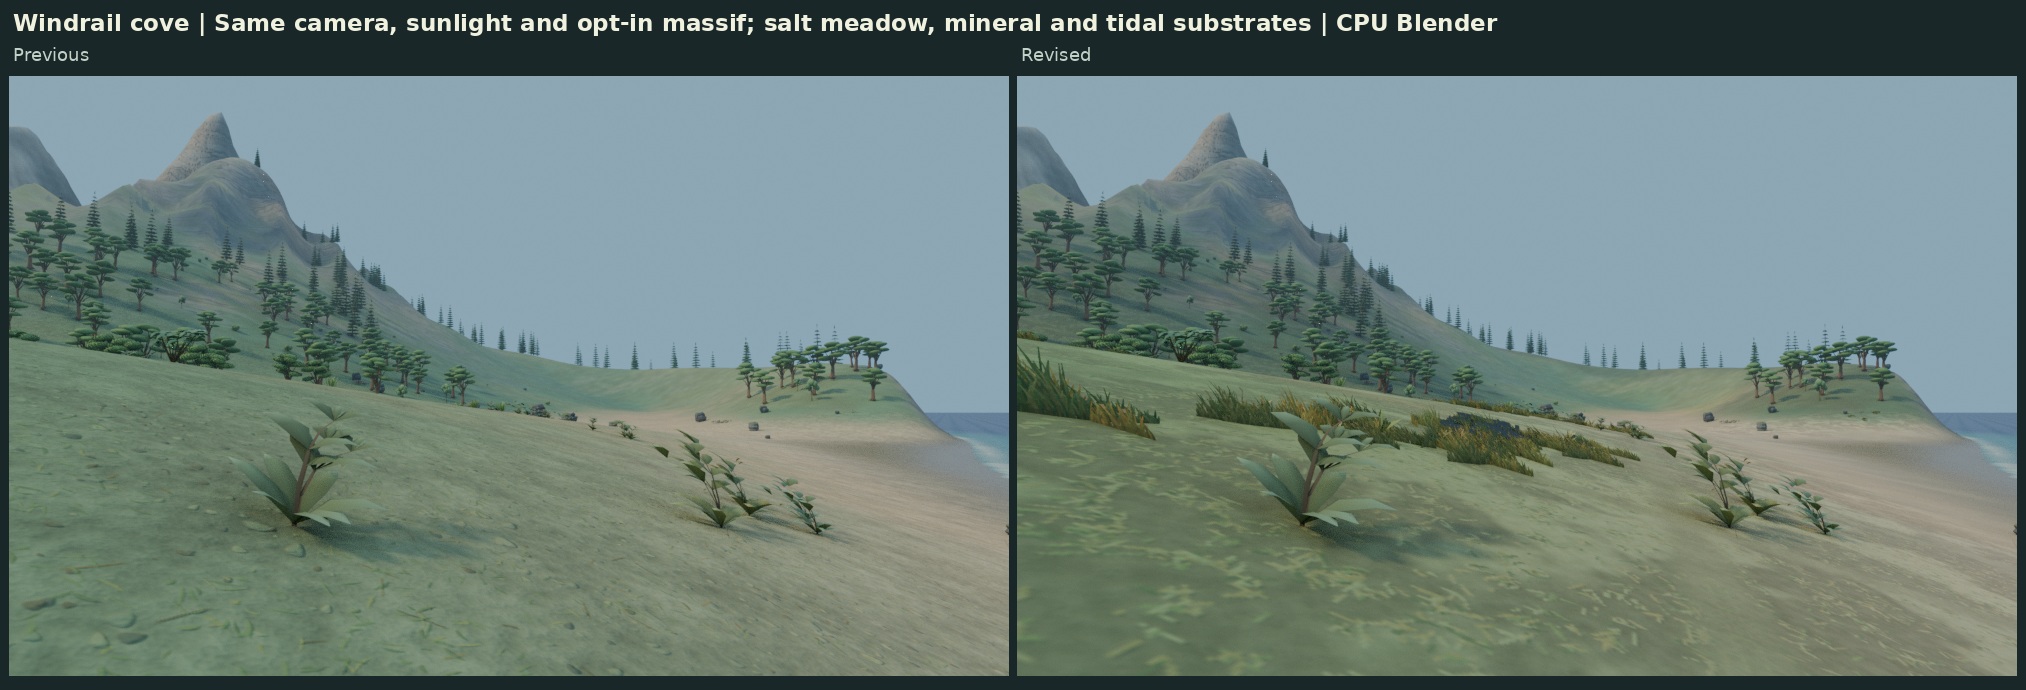 Windrail cove | Same camera, sunlight and opt-in massif; salt meadow, mineral and tidal substrates | CPU Blender
Previous
Revised